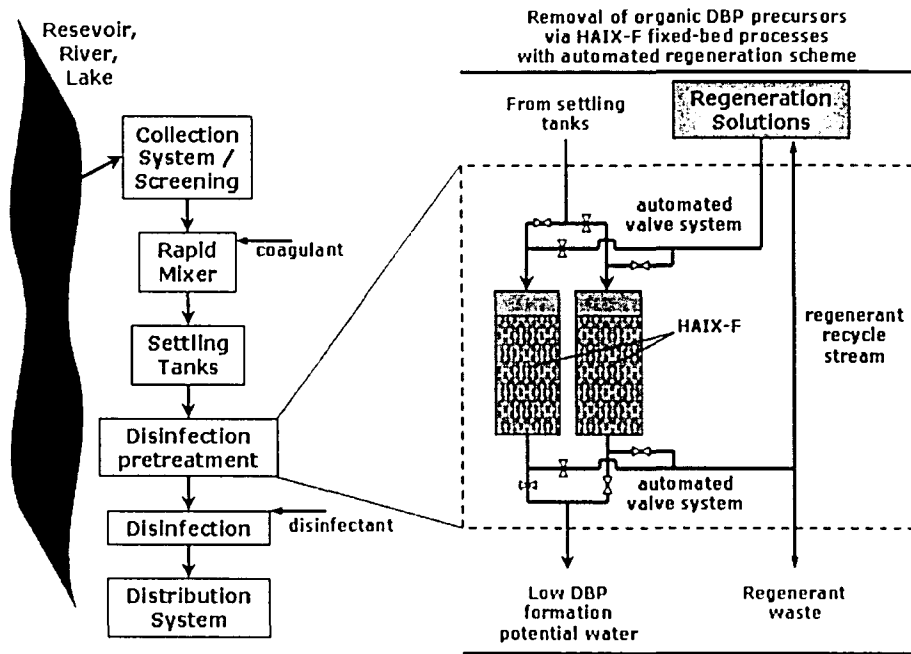 Resevoir,
River,
Lake
Collection
System /
Screening
coagulant
Rapid
Mixer
Settling
Tanks
Disinfection
pretreatment
disinfectant
Disinfection
Distribution
System
Removal of organic DBP precursors
via HAIX-F fixed-bed processes
with automated regeneration scheme
From settling
tanks
Regeneration
Solutions
automated
valve system
HAIX-F
regenerant
recycle
stream
automated
valve system
Low DBP
formation
potential water
Regenerant
waste